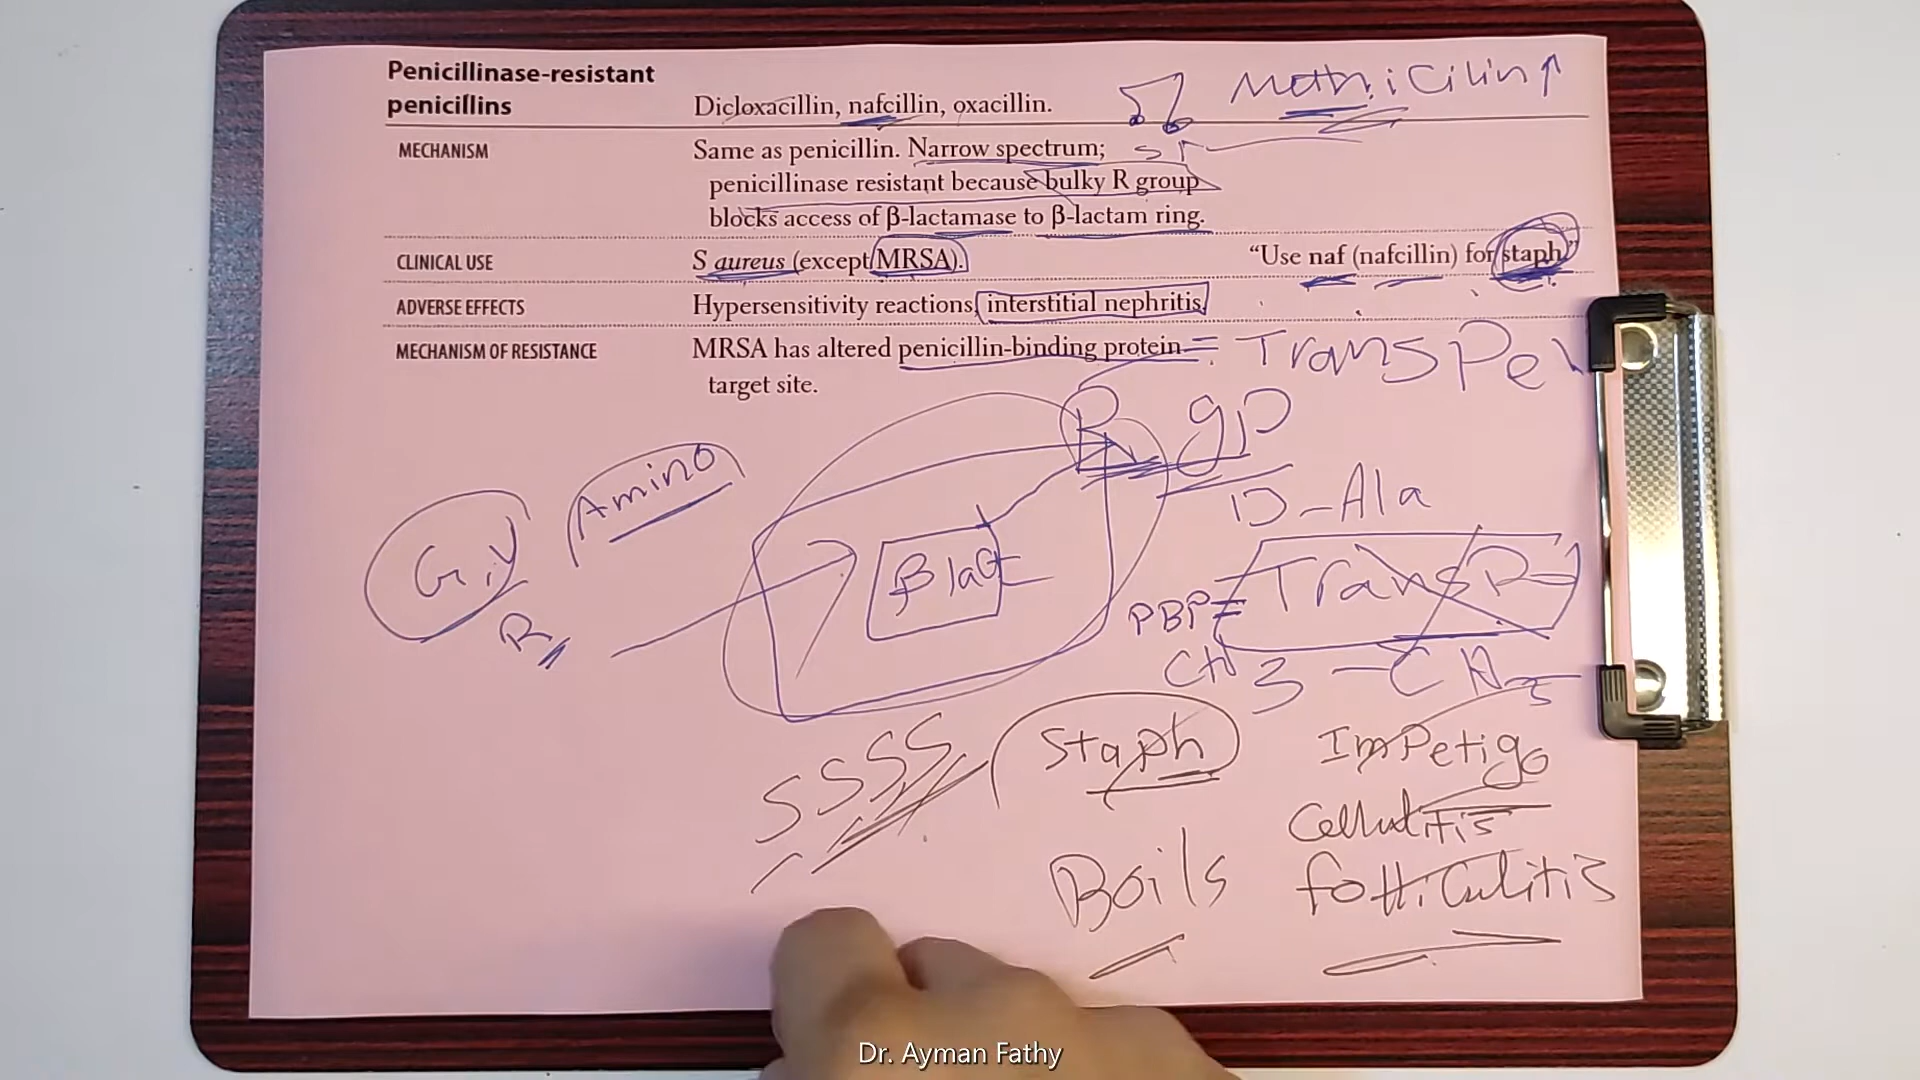 Penicillinase-resistant
penicillins
Dicloxacillin, nafcillin, oxacillin.
Methicilin
MECHANISM
Same as penicillin. Narrow spectrum;
penicillinase resistant because bulky R group
blocks access of β-lactamase to β-lactam ring.
CLINICAL USE
S aureus (except MRSA).
“Use naf (nafcillin) for staph.”
ADVERSE EFFECTS
Hypersensitivity reactions, interstitial nephritis.
MECHANISM OF RESISTANCE
MRSA has altered penicillin-binding protein
target site.
= TransPe
R gp
Amino
D-Ala
Gly
β lact
PBP = TransP
R
CH3 - CH3
SSSS
Staph
Impetigo
Cellulitis
Boils
folliculitis
Dr. Ayman Fathy